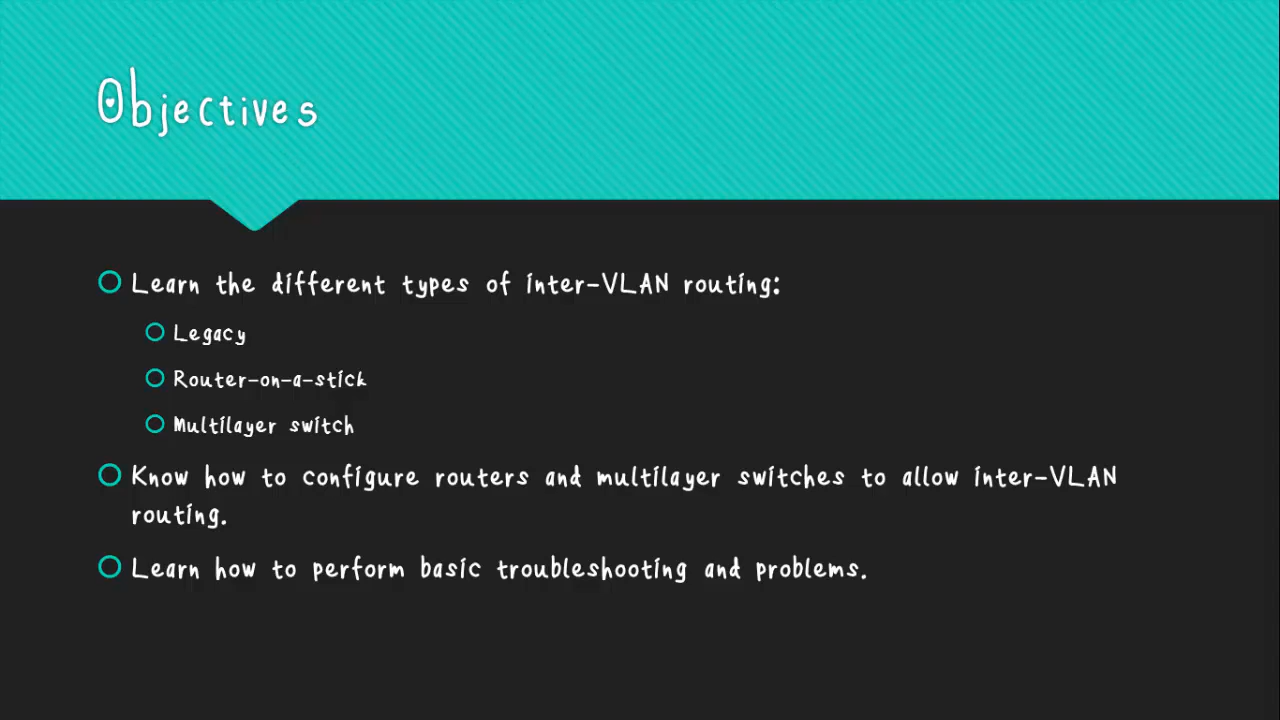 Objectives
Learn the different types of inter-VLAN routing:
Legacy
Router-on-a-stick
Multilayer switch
Know how to configure routers and multilayer switches to allow inter-VLAN
routing.
Learn how to perform basic troubleshooting and problems.